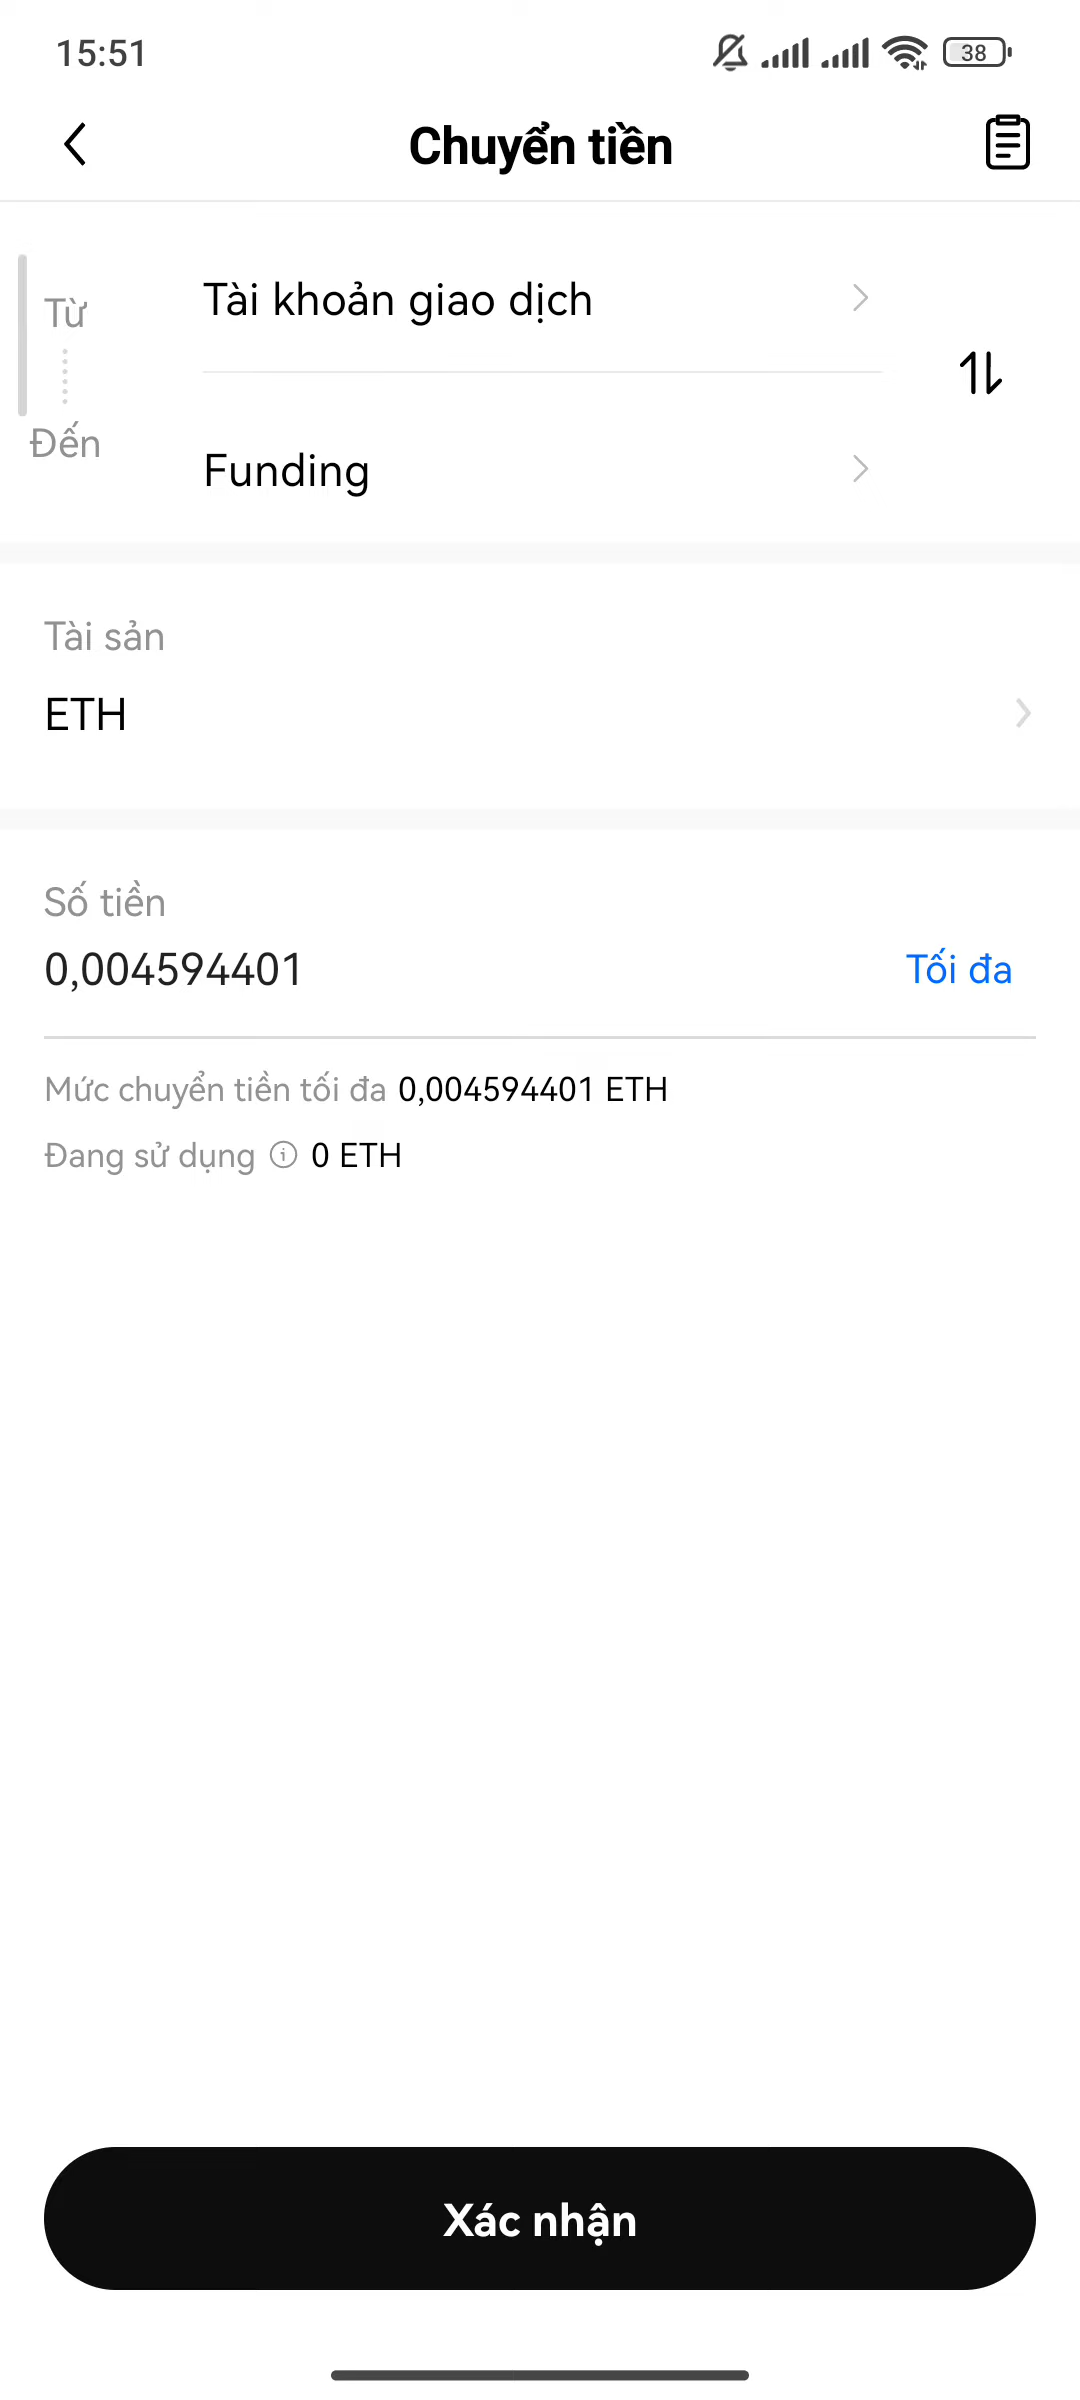 15:51
38
Chuyển tiền
Từ
Tài khoản giao dịch
Đến
Funding
Tài sản
ETH
Số tiền
0,004594401
Tối đa
Mức chuyển tiền tối đa 0,004594401 ETH
Đang sử dụng 0 ETH
Xác nhận